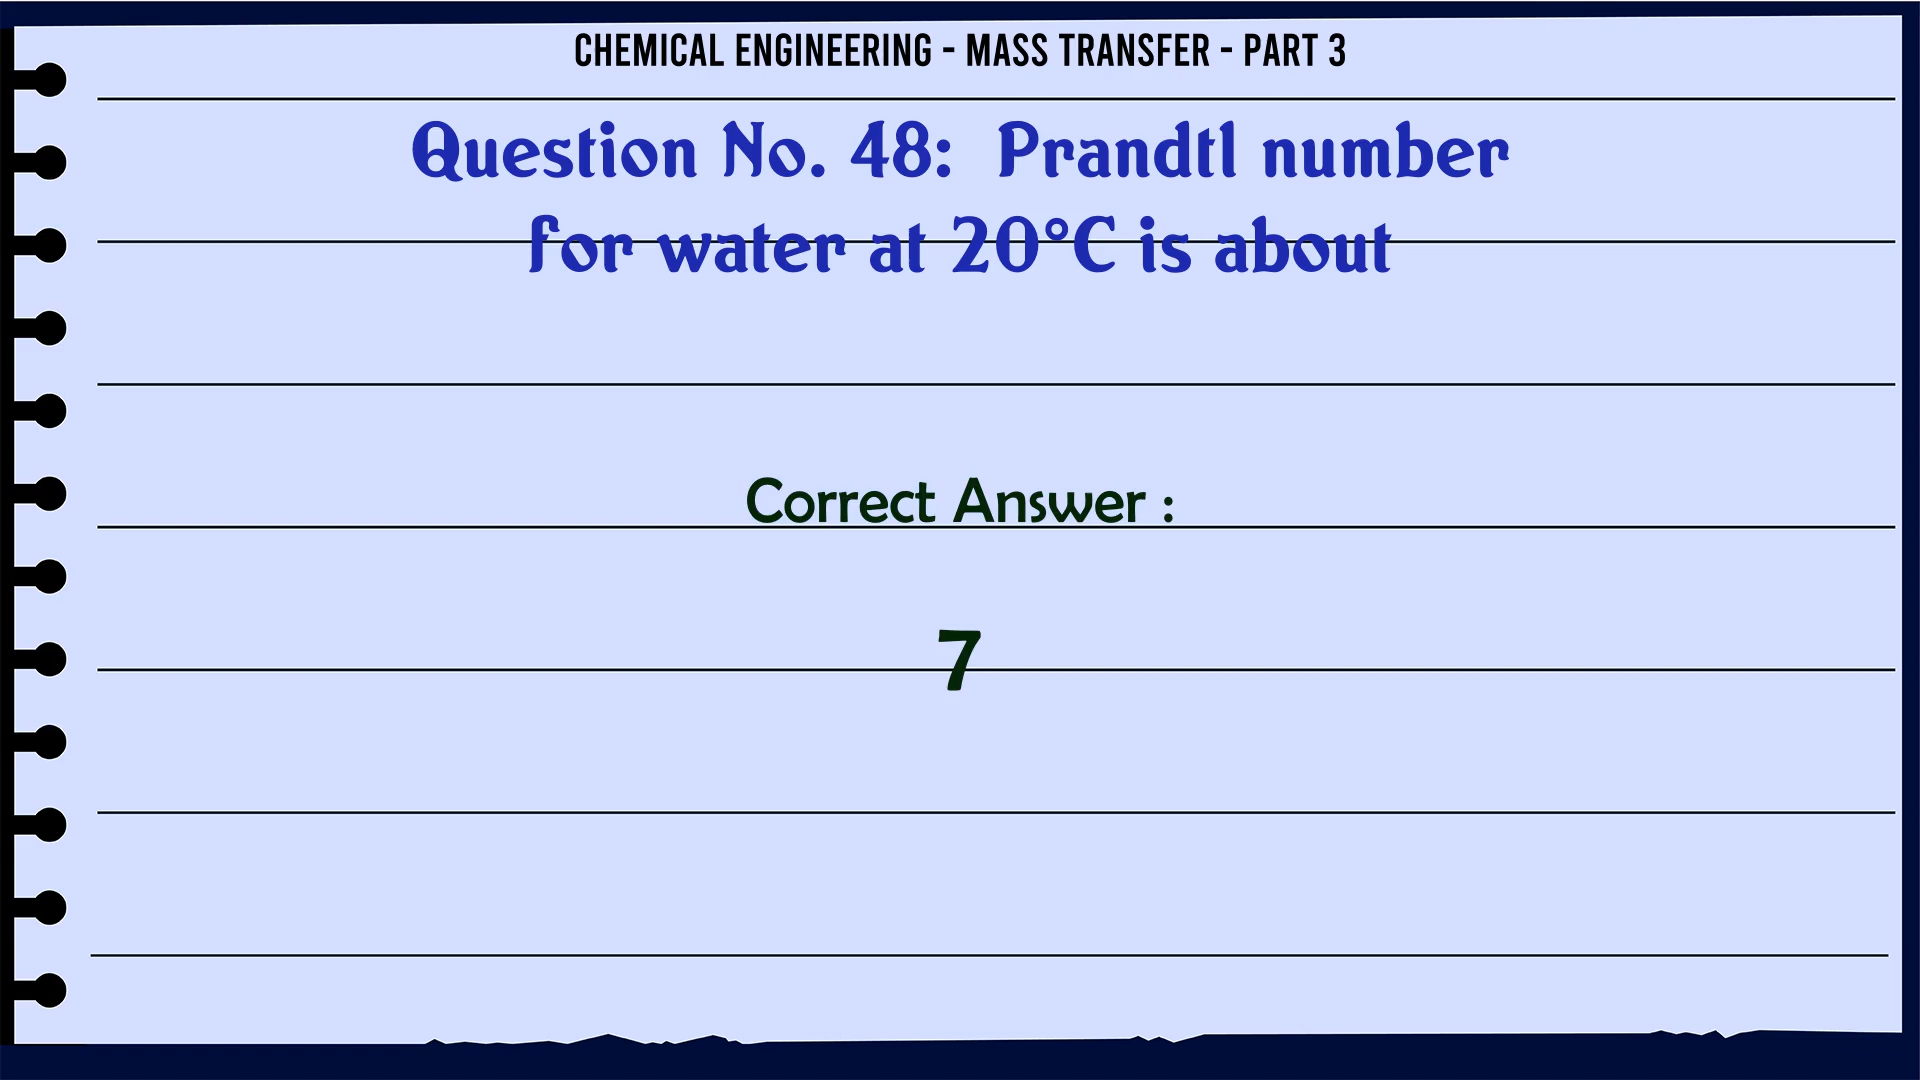 CHEMICAL ENGINEERING - MASS TRANSFER - PART 3
Question No. 48: Prandtl number
for water at 20°C is about
Correct Answer :
7